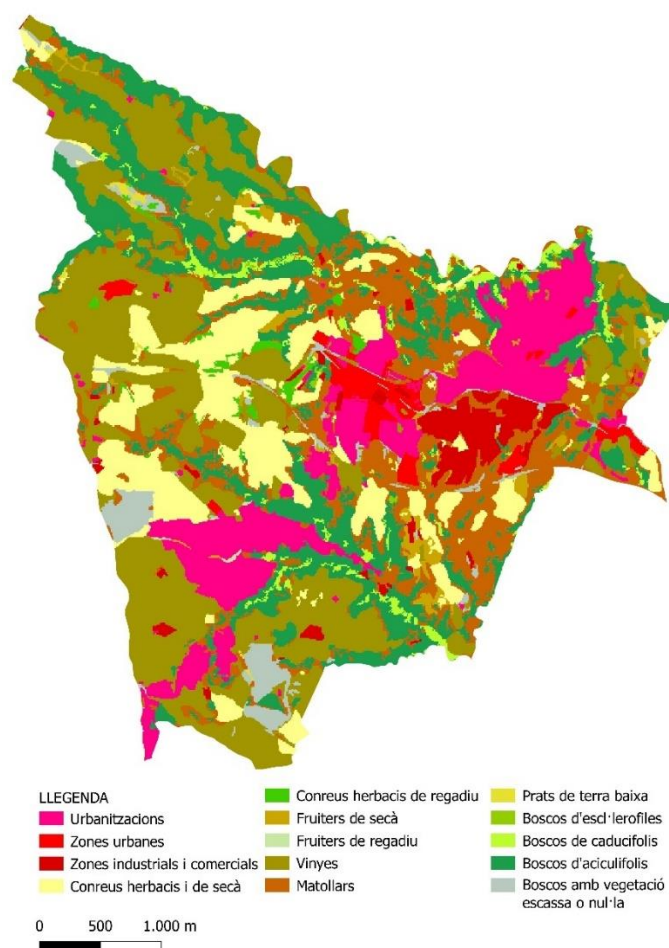 LLEGENDA
Urbanitzacions
Zones urbanes
Zones industrials i comercials
Conreus herbacis i de secà
Conreus herbacis de regadiu
Fruiters de secà
Fruiters de regadiu
Vinyes
Matollars
Prats de terra baixa
Boscos d'escl·lerofiles
Boscos de caducifolis
Boscos d'aciculifolis
Boscos amb vegetació
escassa o nul·la
0 500 1.000 m